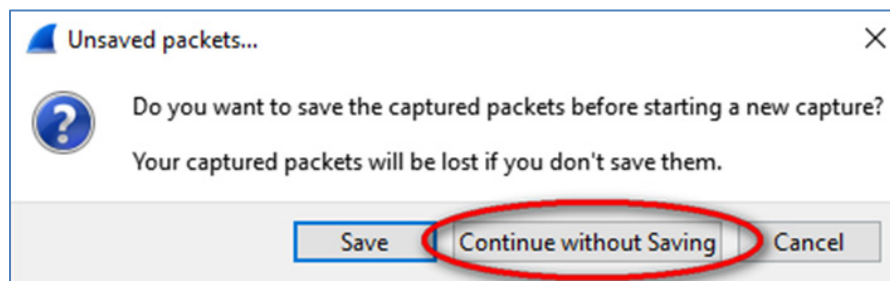 Unsaved packets...
Do you want to save the captured packets before starting a new capture?
Your captured packets will be lost if you don't save them.
Save Continue without Saving Cancel